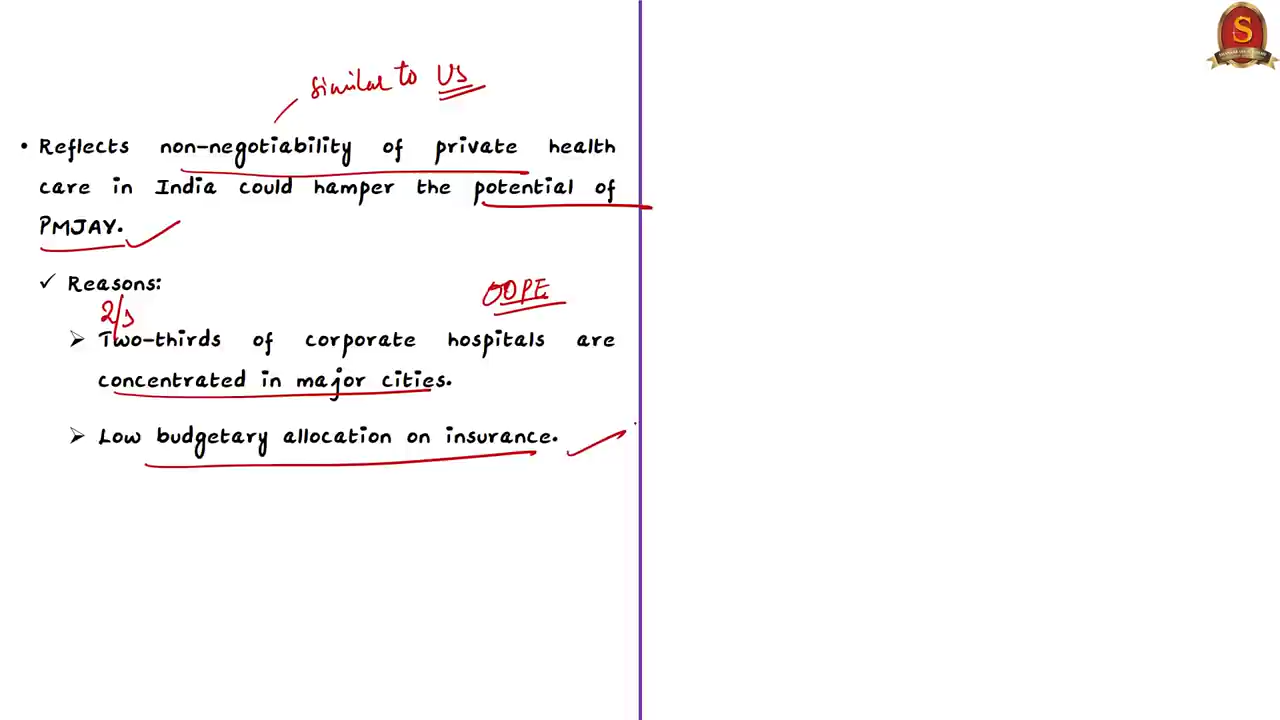 similar to US
• Reflects non-negotiability of private health
care in India could hamper the potential of
PMJAY.
✓ Reasons:
OOPE
2/3
➢ Two-thirds of corporate hospitals are
concentrated in major cities.
➢ Low budgetary allocation on insurance.
S